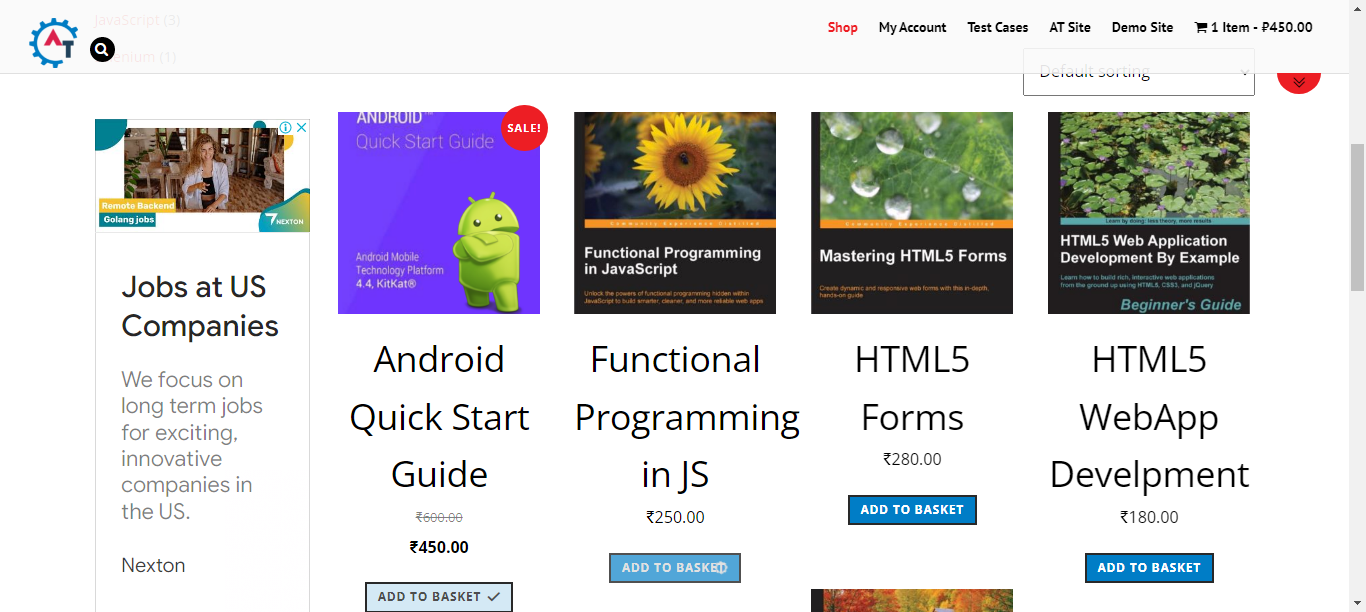 JavaScript (3)
Selenium (1)
AT
Shop
My Account
Test Cases
AT Site
Demo Site
1 Item - ₽450.00
Default sorting
Remote Backend
Golang jobs
NEXTON
Jobs at US
Companies
We focus on
long term jobs
for exciting,
innovative
companies in
the US.
Nexton
SALE!
ANDROID™
Quick Start Guide
Android Mobile
Technology Platform
4.4, KitKat®
Android
Quick Start
Guide
₹600.00
₹450.00
ADD TO BASKET
Community Experience Distilled
Functional Programming
in JavaScript
Unlock the powers of functional programming hidden within
JavaScript to build smarter, cleaner, and more reliable web apps
Functional
Programming
in JS
₹250.00
ADD TO BASKET
Community Experience Distilled
Mastering HTML5 Forms
Create dynamic and responsive web forms with this in-depth,
hands-on guide
HTML5
Forms
₹280.00
ADD TO BASKET
Learn by doing: less theory, more results
HTML5 Web Application
Development By Example
Learn how to build rich, interactive web applications
from the ground up using HTML5, CSS3, and jQuery
Beginner's Guide
HTML5
WebApp
Develpment
₹180.00
ADD TO BASKET